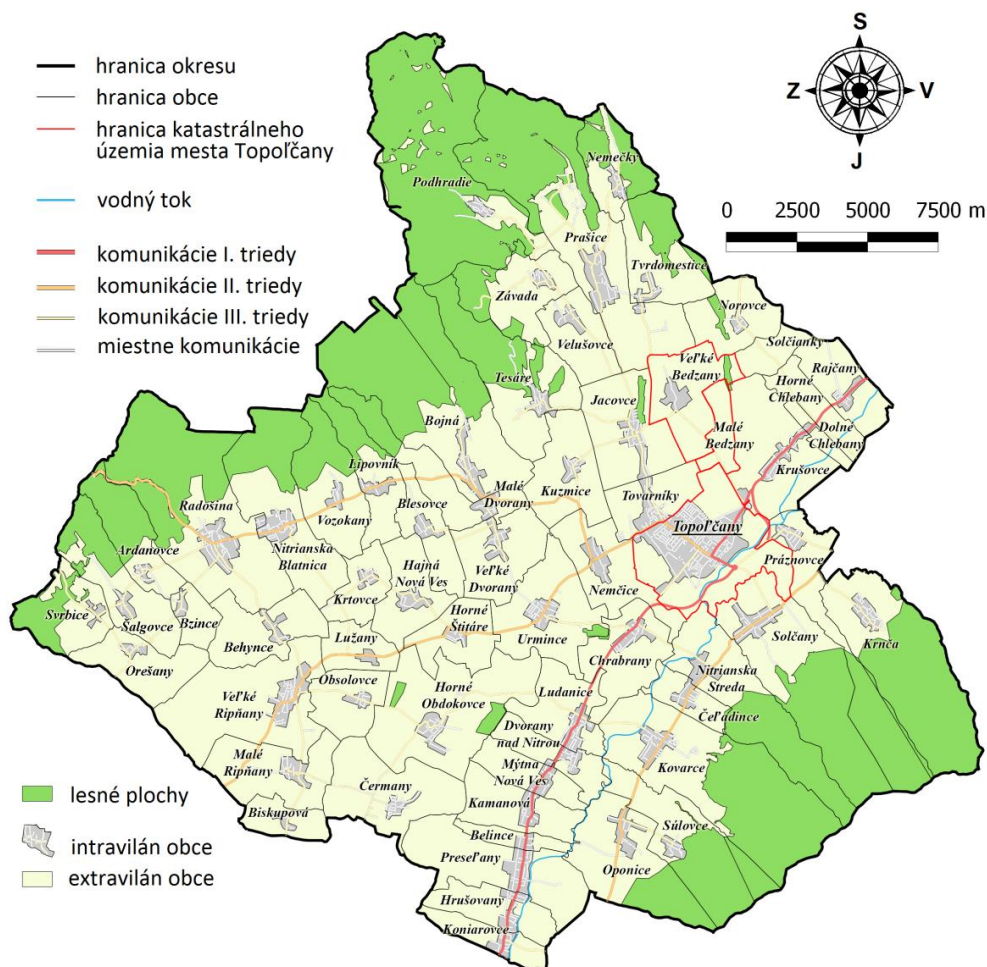 hranica okresu
hranica obce
hranica katastrálneho
územia mesta Topoľčany
vodný tok
komunikácie I. triedy
komunikácie II. triedy
komunikácie III. triedy
miestne komunikácie
S
Z
V
J
0 2500 5000 7500 m
Nemečky
Podhradie
Prašice
Tvrdomestice
Závada
Norovce
Velušovce
Solčianky
Veľké
Bedzany
Rajčany
Horné
Chlebany
Tesáre
Jacovce
Bojná
Malé
Bedzany
Dolné
Chlebany
Krušovce
Lipovník
Kuzmice
Tovarníky
Radošina
Vozokany
Blesovce
Malé
Dvorany
Topoľčany
Ardanovce
Nitrianska
Blatnica
Práznovce
Hajná
Nová Ves
Veľké
Dvorany
Nemčice
Krtovce
Svrbice
Šalgovce
Bzince
Horné
Štitáre
Solčany
Krnča
Behynce
Lužany
Urmince
Orešany
Chrabrany
Nitrianska
Streda
Obsolovce
Veľké
Ripňany
Horné
Obdokovce
Ludanice
Čeľadince
Dvorany
nad Nitrou
Malé
Ripňany
Mýtna
Nová Ves
Kovarce
Čermany
Kamanová
Biskupová
Belince
Súlovce
Preseľany
Oponice
Hrušovany
Koniarovce
lesné plochy
intravilán obce
extravilán obce